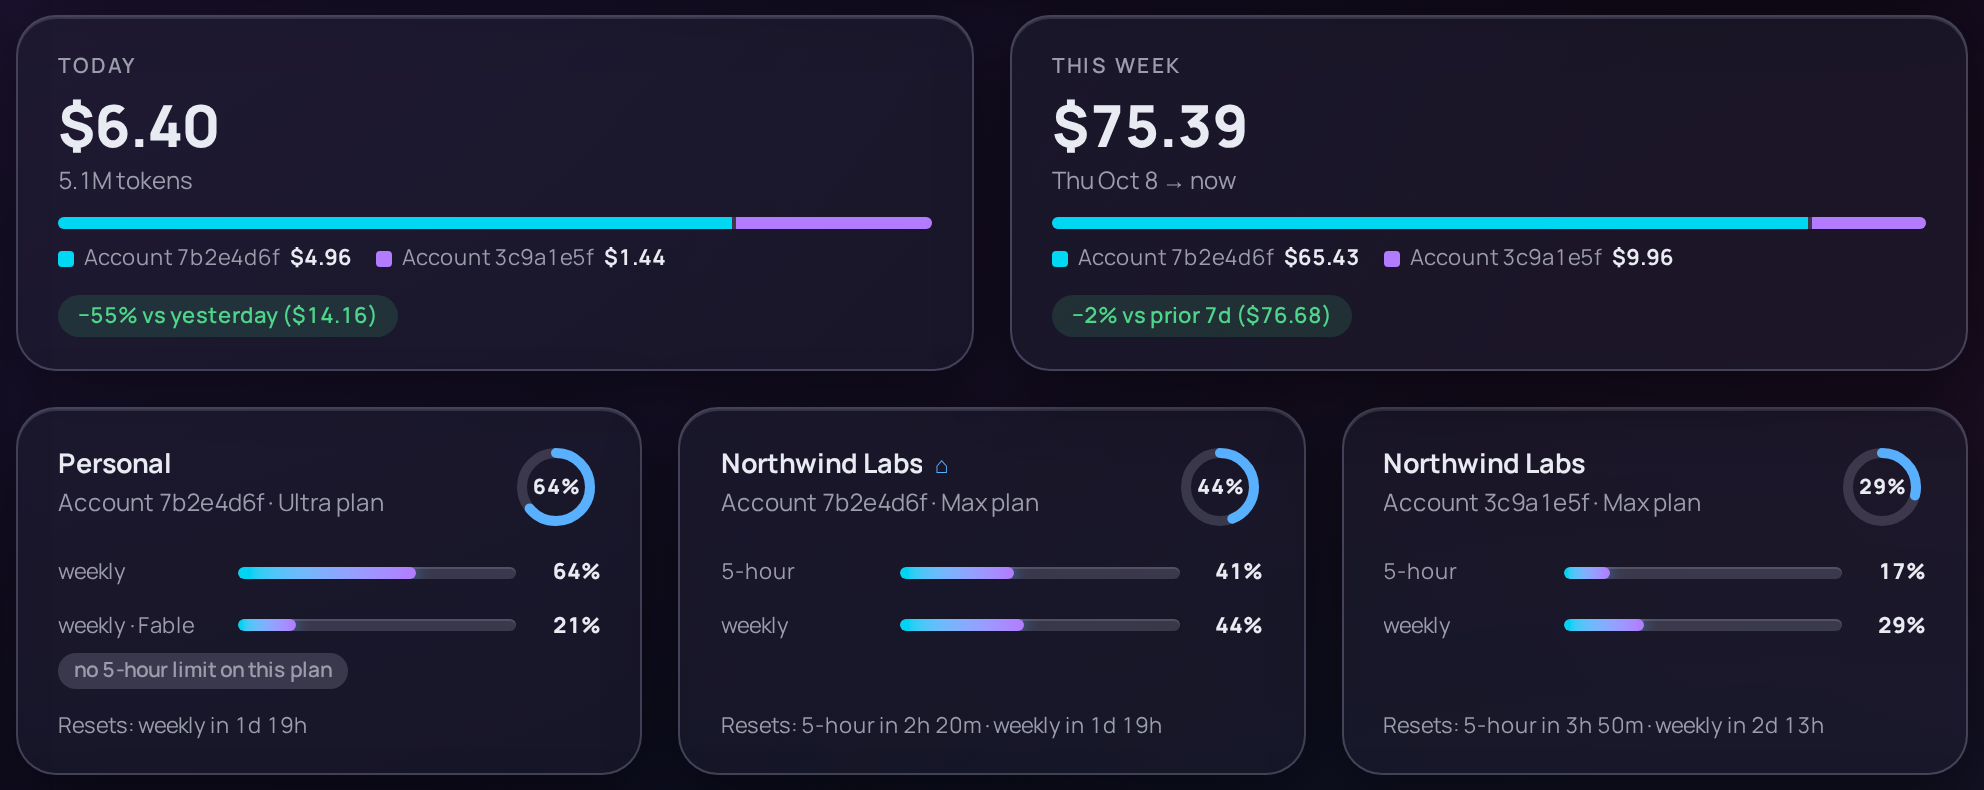 TODAY
$6.40
5.1M tokens
Account 7b2e4d6f $4.96 Account 3c9a1e5f $1.44
−55% vs yesterday ($14.16)
THIS WEEK
$75.39
Thu Oct 8 → now
Account 7b2e4d6f $65.43 Account 3c9a1e5f $9.96
−2% vs prior 7d ($76.68)
Personal
Account 7b2e4d6f · Ultra plan
64%
weekly 64%
weekly · Fable 21%
no 5-hour limit on this plan
Resets: weekly in 1d 19h
Northwind Labs ⌂
Account 7b2e4d6f · Max plan
44%
5-hour 41%
weekly 44%
Resets: 5-hour in 2h 20m · weekly in 1d 19h
Northwind Labs
Account 3c9a1e5f · Max plan
29%
5-hour 17%
weekly 29%
Resets: 5-hour in 3h 50m · weekly in 2d 13h